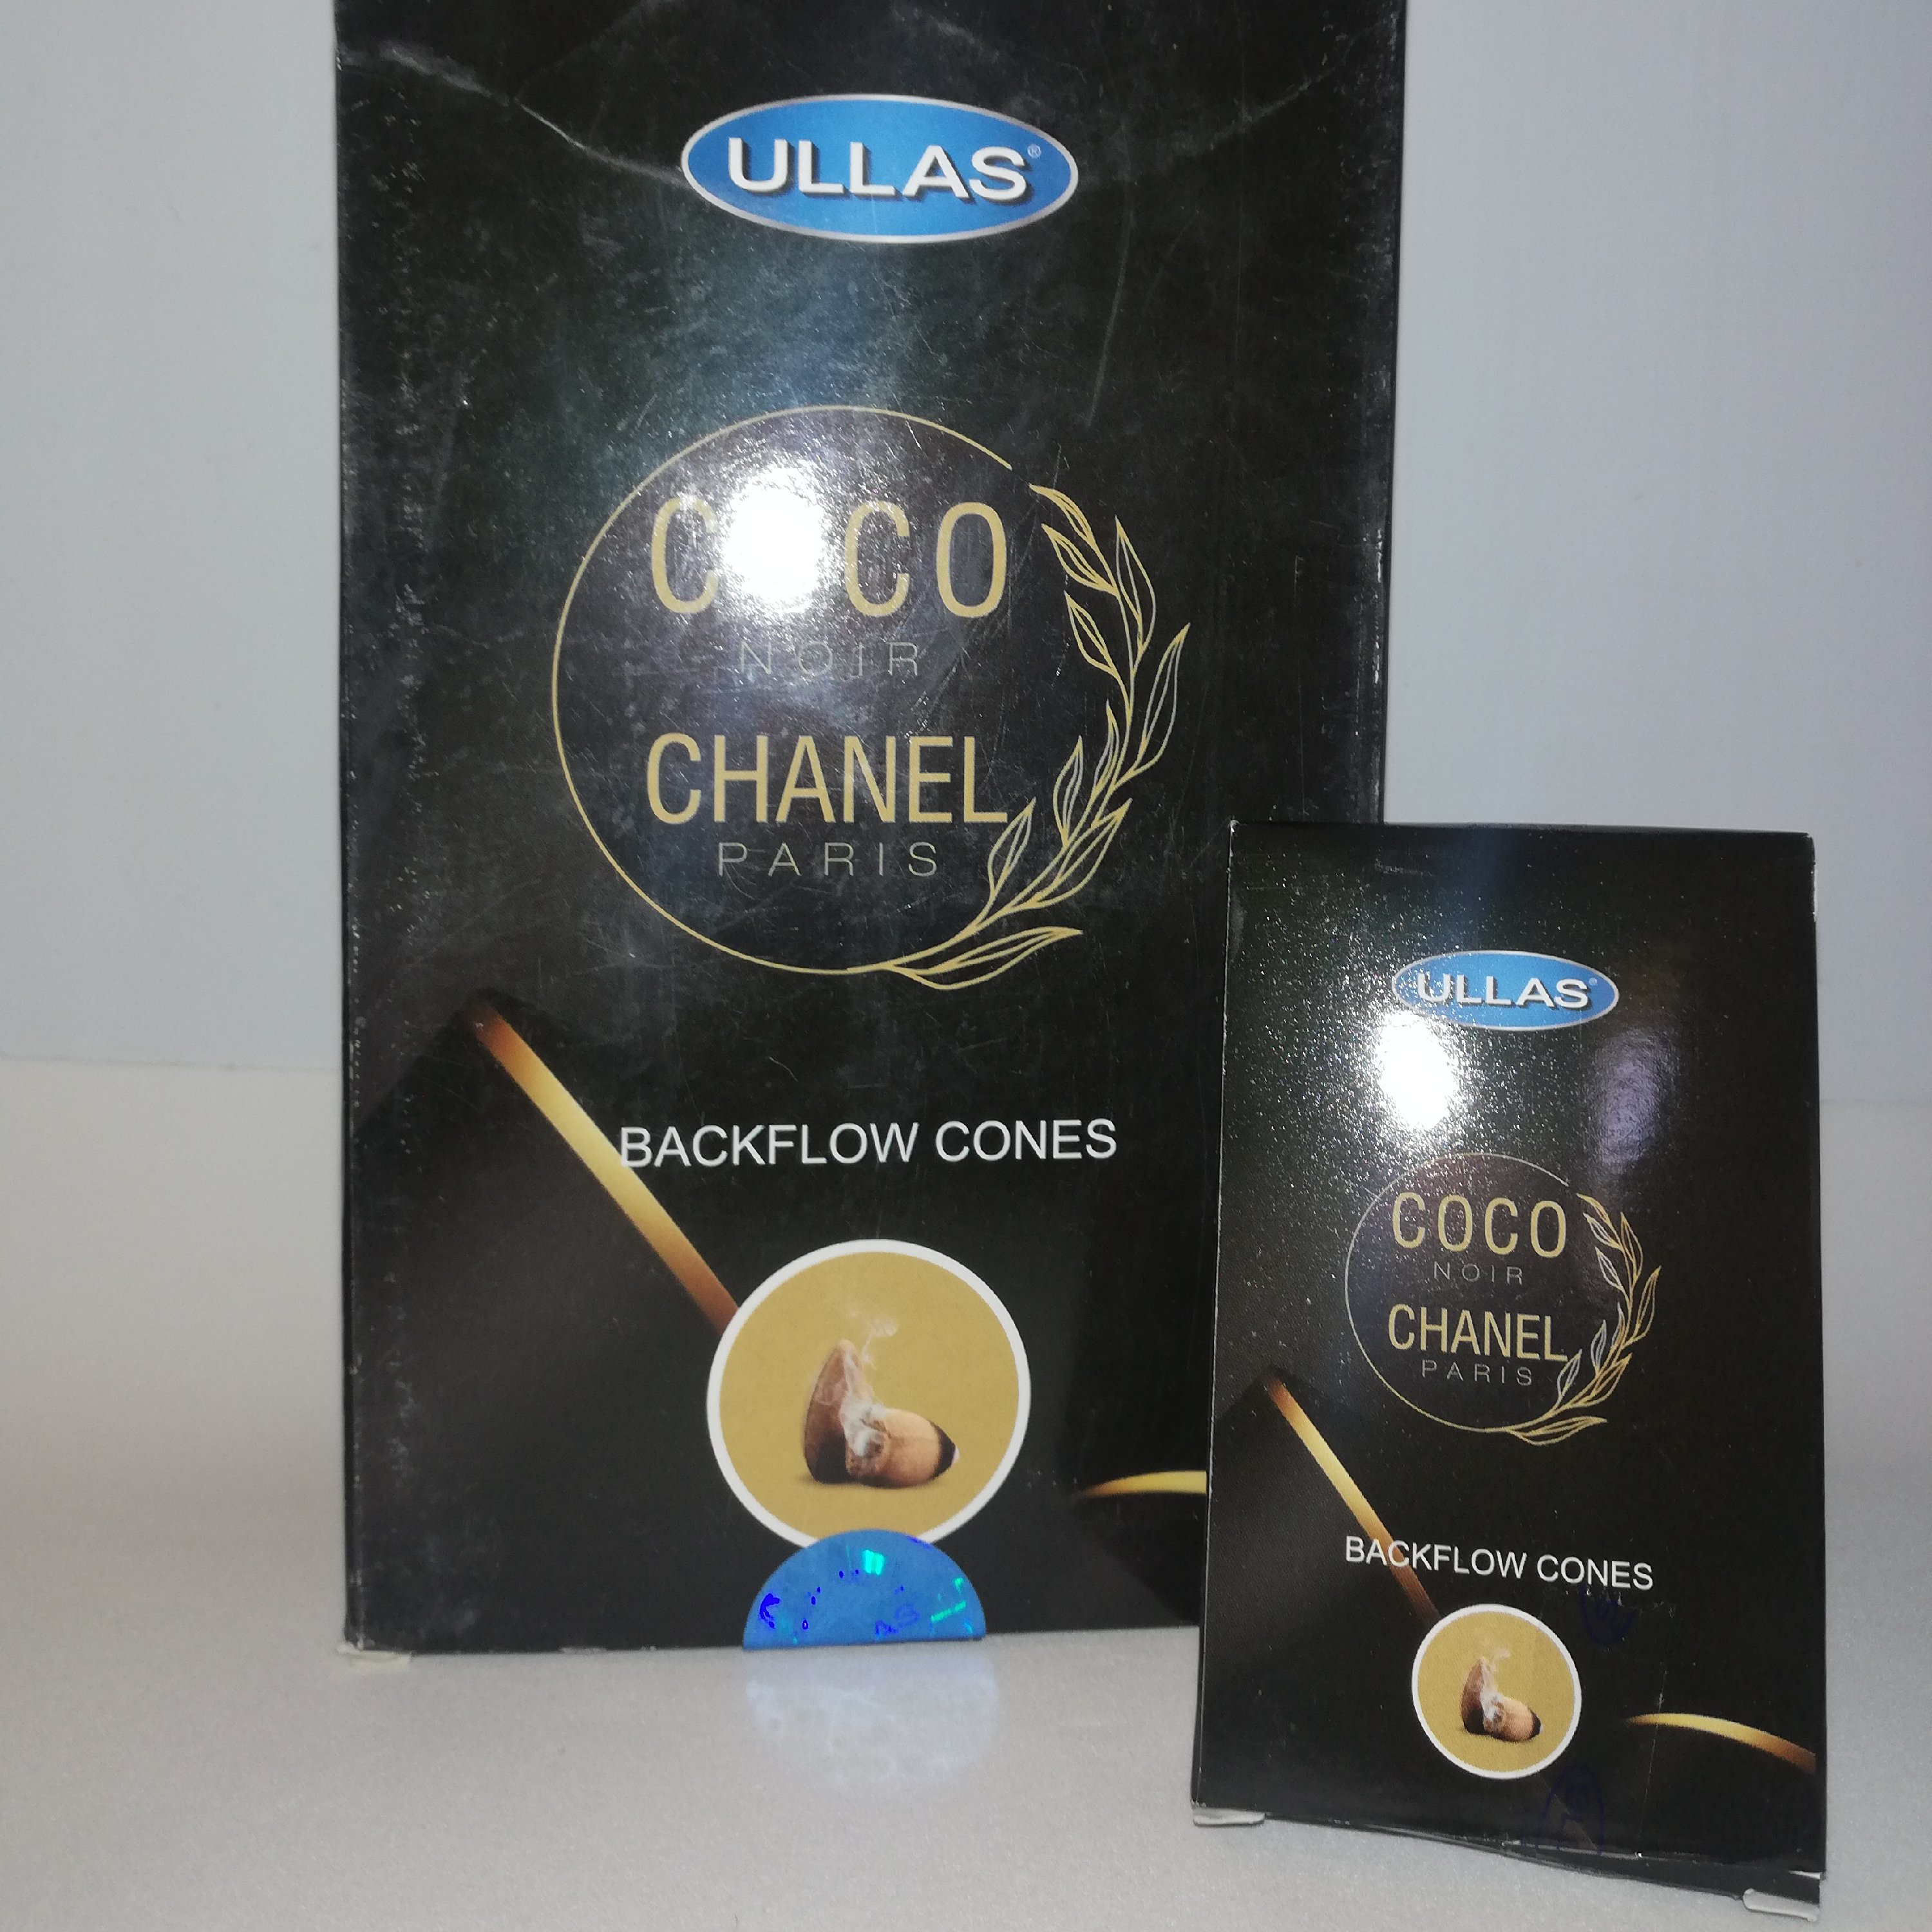 ULLAS®
COCO
NOIR
CHANEL
PARIS
BACKFLOW CONES
ULLAS®
COCO
NOIR
CHANEL
PARIS
BACKFLOW CONES